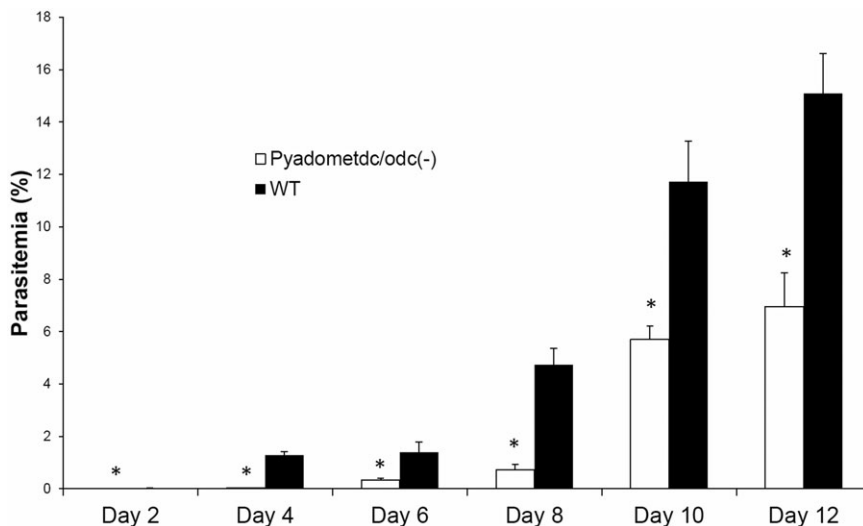 18
16
14
12
10
8
6
4
2
0
Parasitemia (%)
Pyadometdc/odc(-)
WT
*
*
*
*
*
*
Day 2
Day 4
Day 6
Day 8
Day 10
Day 12